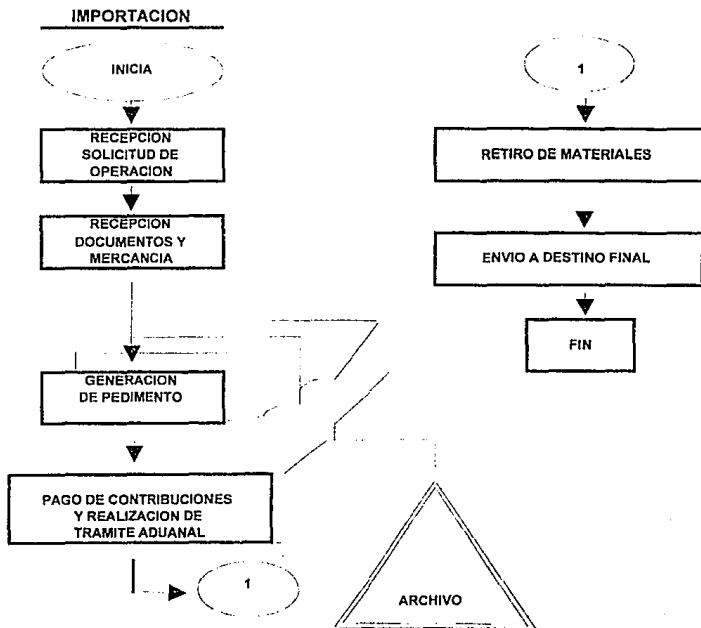 IMPORTACION
INICIA
RECEPCION
SOLICITUD DE
OPERACION
RECEPCION
DOCUMENTOS Y
MERCANCIA
GENERACION
DE PEDIMENTO
PAGO DE CONTRIBUCIONES
Y REALIZACION DE
TRAMITE ADUANAL
1
ARCHIVO
1
RETIRO DE MATERIALES
ENVIO A DESTINO FINAL
FIN